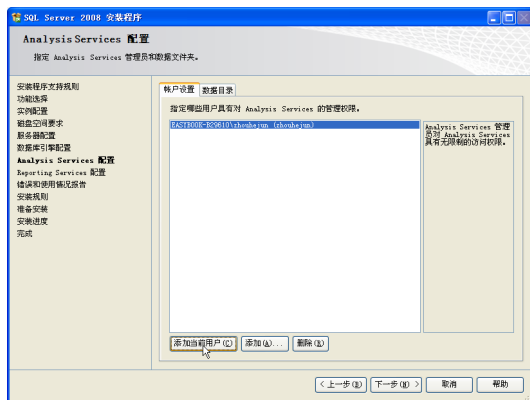 SQL Server 2008 安装程序
Analysis Services 配置
指定 Analysis Services 管理员和数据文件夹。
安装程序支持规则
功能选择
实例配置
磁盘空间要求
服务器配置
数据库引擎配置
Analysis Services 配置
Reporting Services 配置
错误和使用情况报告
安装规则
准备安装
安装进度
完成
帐户设置 数据目录
指定哪些用户具有对 Analysis Services 的管理权限。
EASYBOOK-B29610\zhouhejun (zhouhejun)
Analysis Services 管理
员对 Analysis Services
具有无限制的访问权限。
添加当前用户(C) 添加(A)... 删除(R)
< 上一步(B) 下一步(N) > 取消 帮助